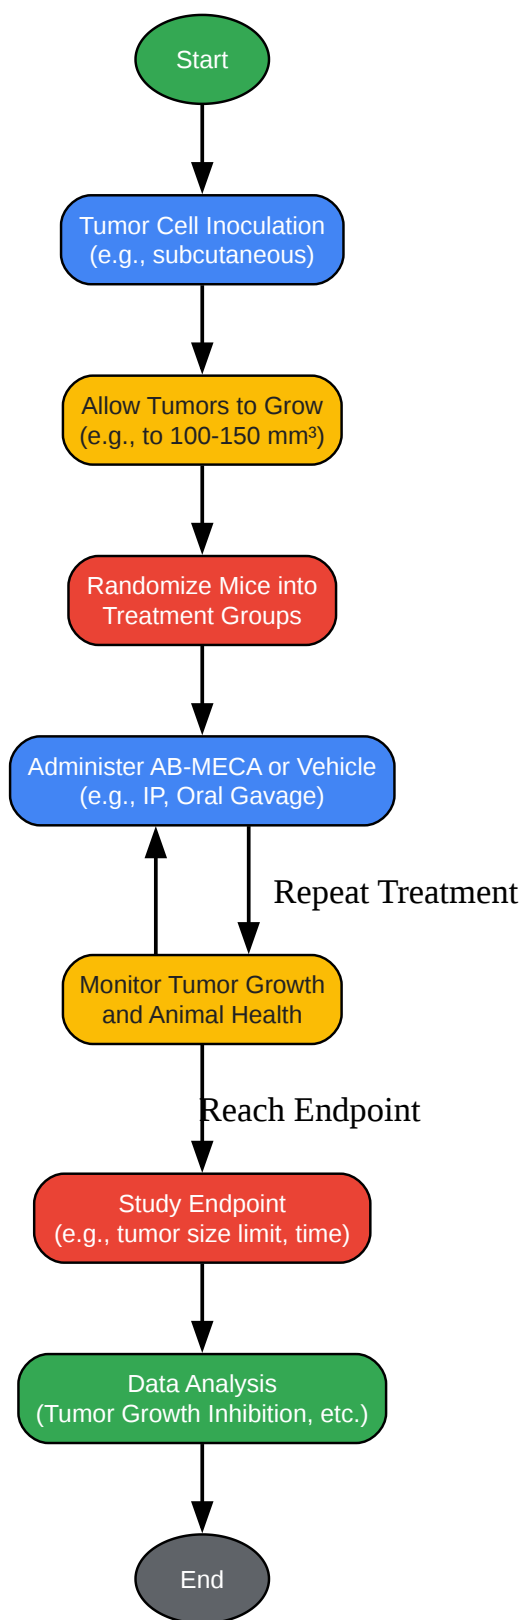 Start
Tumor Cell Inoculation
(e.g., subcutaneous)
Allow Tumors to Grow
(e.g., to 100-150 mm³)
Randomize Mice into
Treatment Groups
Administer AB-MECA or Vehicle
(e.g., IP, Oral Gavage)
Repeat Treatment
Monitor Tumor Growth
and Animal Health
Reach Endpoint
Study Endpoint
(e.g., tumor size limit, time)
Data Analysis
(Tumor Growth Inhibition, etc.)
End